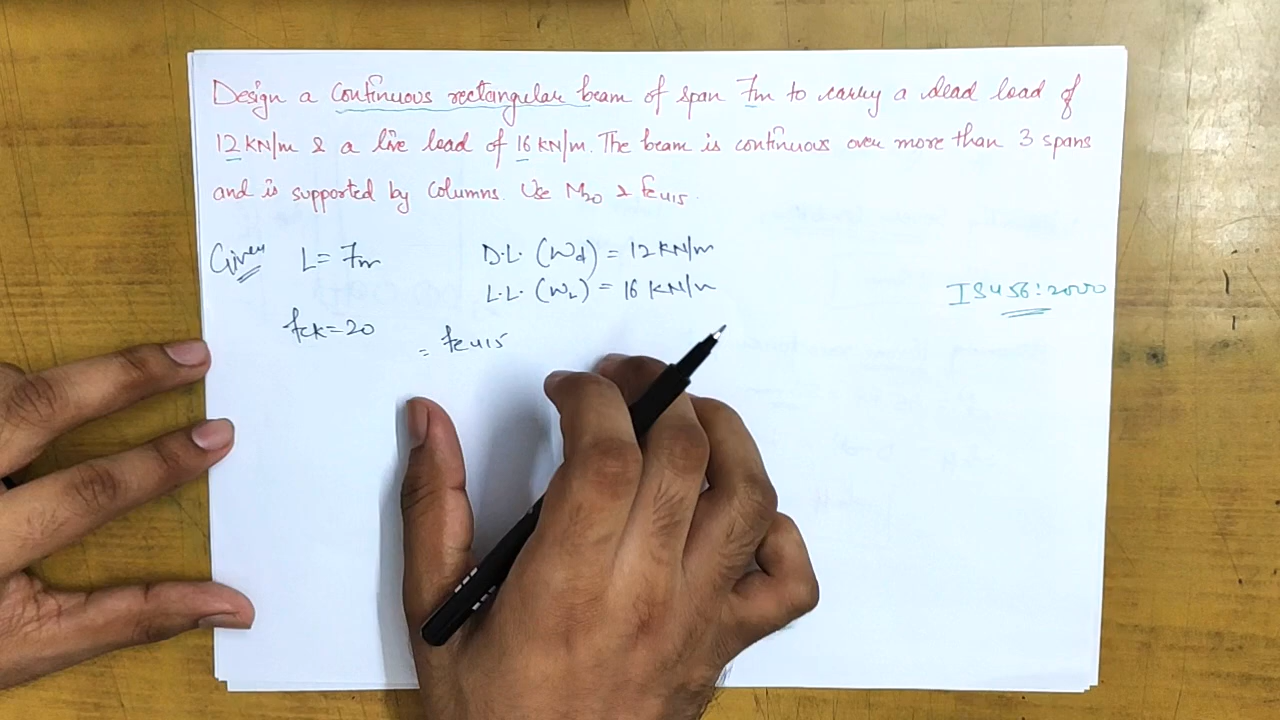 Design a continuous rectangular beam of span 7m to carry a dead load of
12 KN/m & a live load of 16 KN/m. The beam is continuous over more than 3 spans
and is supported by columns. Use M20 & Fe415.
Given L = 7m D.L. (Wd) = 12 KN/m
L.L. (WL) = 16 KN/m
IS456:2000
fck = 20 = Fe415